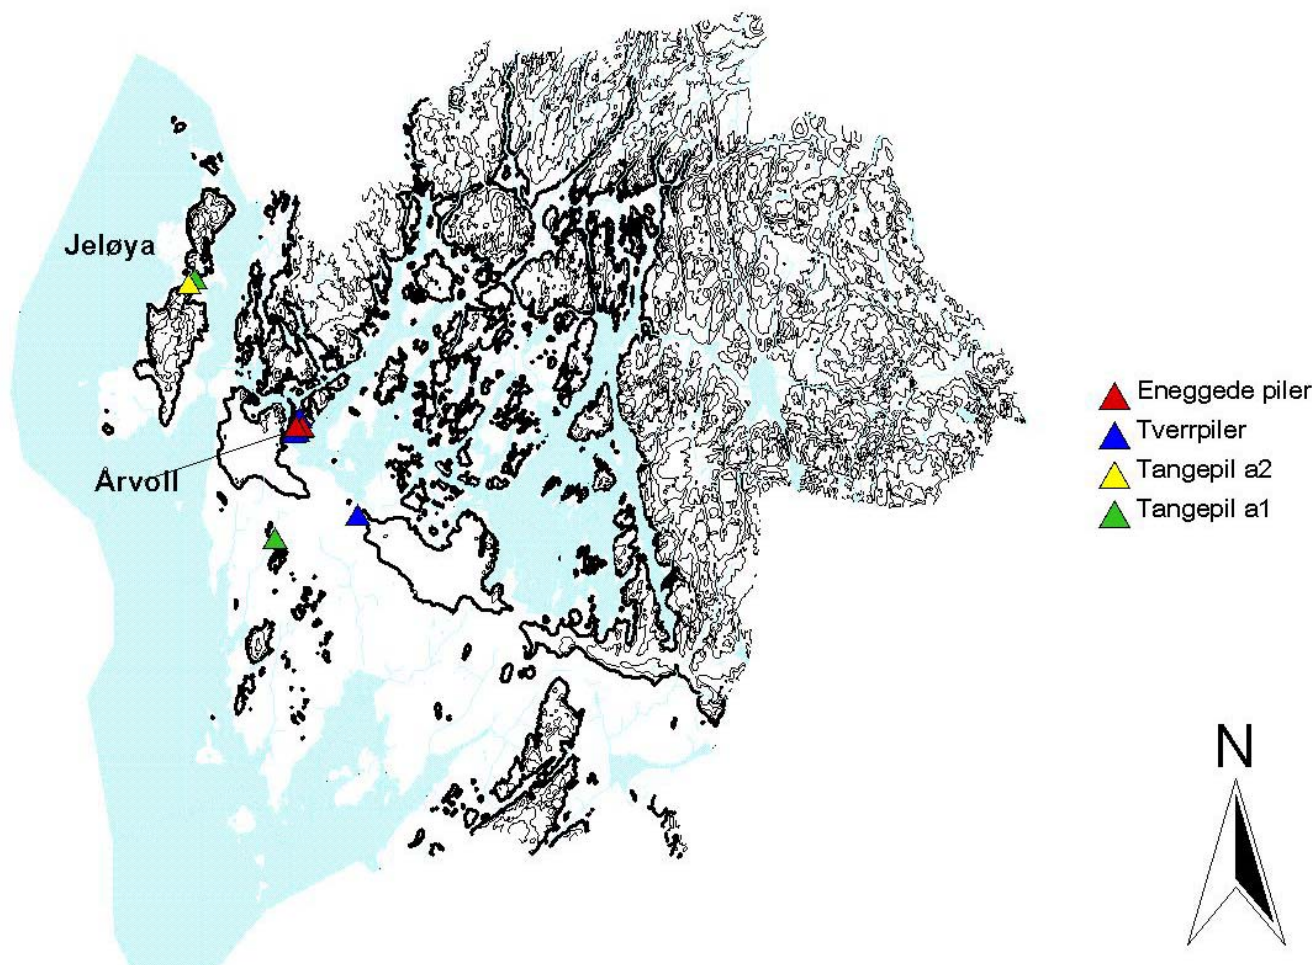 Jeløya
Årvoll
Eneggede piler
Tverrpiler
Tangepil a2
Tangepil a1
N